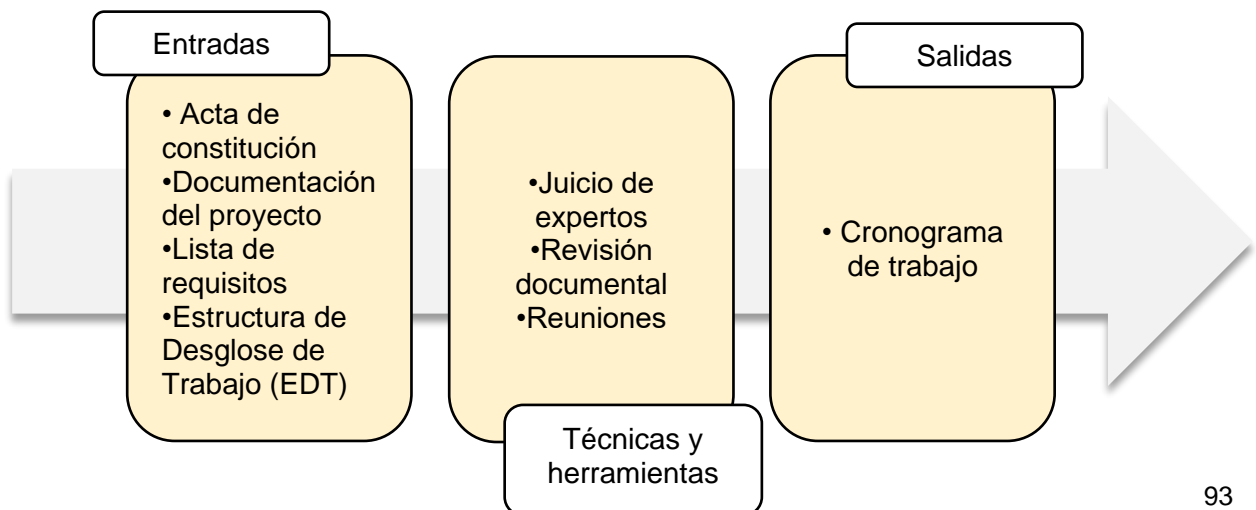 Entradas
• Acta de
constitución
•Documentación
del proyecto
•Lista de
requisitos
•Estructura de
Desglose de
Trabajo (EDT)
•Juicio de
expertos
•Revisión
documental
•Reuniones
Técnicas y
herramientas
Salidas
• Cronograma
de trabajo
93